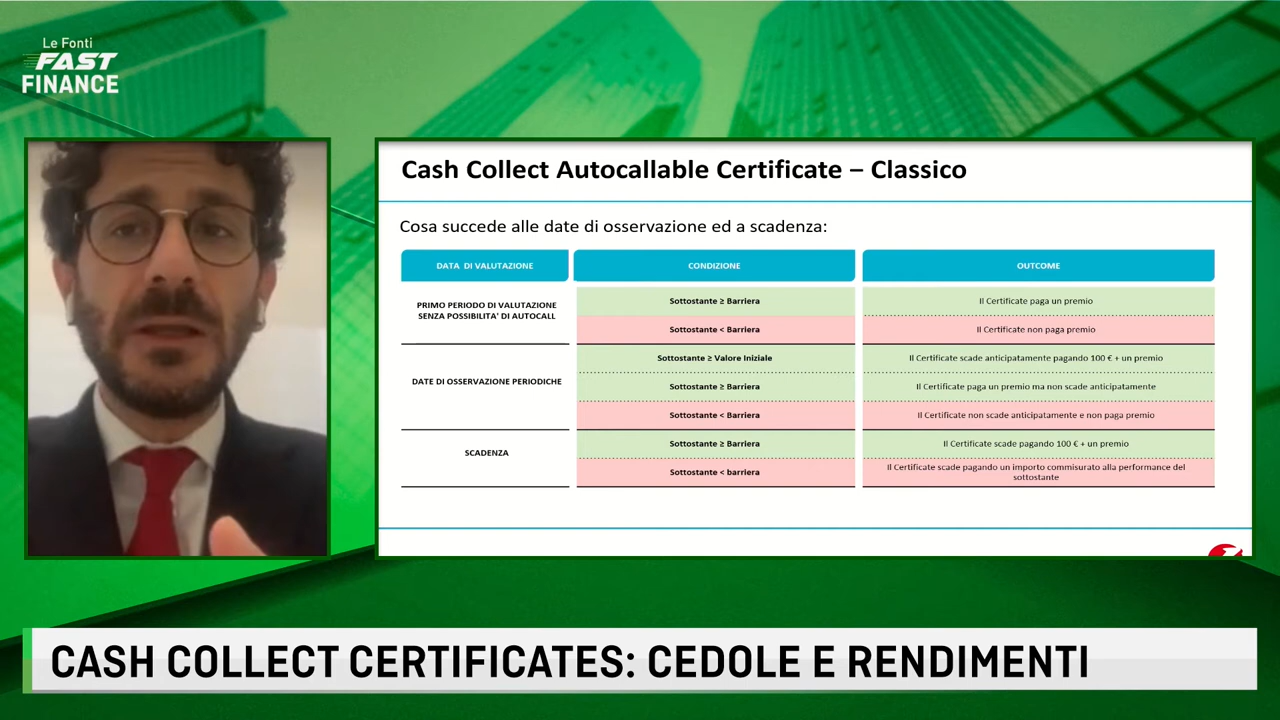 Le Fonti
FAST
FINANCE
Cash Collect Autocallable Certificate – Classico
Cosa succede alle date di osservazione ed a scadenza:
DATA DI VALUTAZIONE
CONDIZIONE
OUTCOME
PRIMO PERIODO DI VALUTAZIONE
SENZA POSSIBILITA' DI AUTOCALL
Sottostante ≥ Barriera
Il Certificate paga un premio
Sottostante < Barriera
Il Certificate non paga premio
DATE DI OSSERVAZIONE PERIODICHE
Sottostante ≥ Valore Iniziale
Il Certificate scade anticipatamente pagando 100 € + un premio
Sottostante ≥ Barriera
Il Certificate paga un premio ma non scade anticipatamente
Sottostante < Barriera
Il Certificate non scade anticipatamente e non paga premio
SCADENZA
Sottostante ≥ Barriera
Il Certificate scade pagando 100 € + un premio
Sottostante < barriera
Il Certificate scade pagando un importo commisurato alla performance del
sottostante
CASH COLLECT CERTIFICATES: CEDOLE E RENDIMENTI